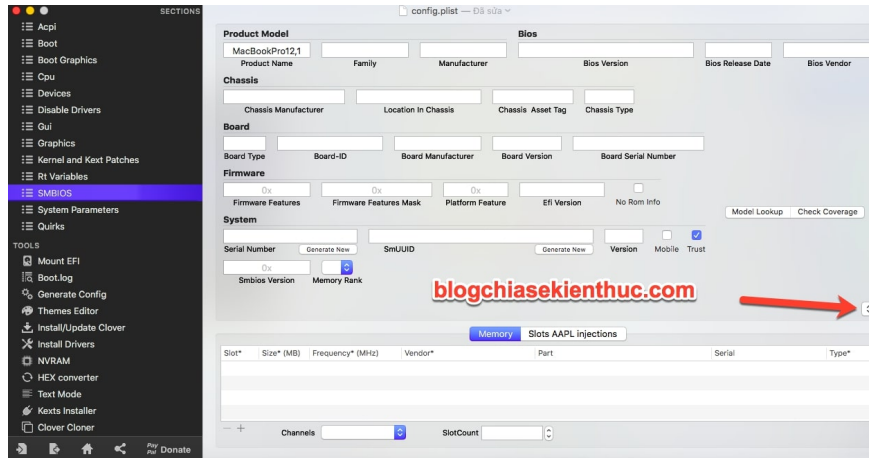 SECTIONS
config.plist — Đã sửa
Acpi
Boot
Boot Graphics
Cpu
Devices
Disable Drivers
Gui
Graphics
Kernel and Kext Patches
Rt Variables
SMBIOS
System Parameters
Quirks
TOOLS
Mount EFI
Boot.log
Generate Config
Themes Editor
Install/Update Clover
Install Drivers
NVRAM
HEX converter
Text Mode
Kexts Installer
Clover Cloner
Pay Pal Donate
Product Model Bios
MacBookPro12,1
Product Name Family Manufacturer Bios Version Bios Release Date Bios Vendor
Chassis
Chassis Manufacturer Location In Chassis Chassis Asset Tag Chassis Type
Board
Board Type Board-ID Board Manufacturer Board Version Board Serial Number
Firmware
0x 0x 0x
Firmware Features Firmware Features Mask Platform Feature Efi Version No Rom Info
Model Lookup Check Coverage
System
Serial Number Generate New SmUUID Generate New Version Mobile Trust
0x
Smbios Version Memory Rank
blogchiasekienthuc.com
Memory Slots AAPL injections
Slot* Size* (MB) Frequency* (MHz) Vendor* Part Serial Type*
Channels SlotCount